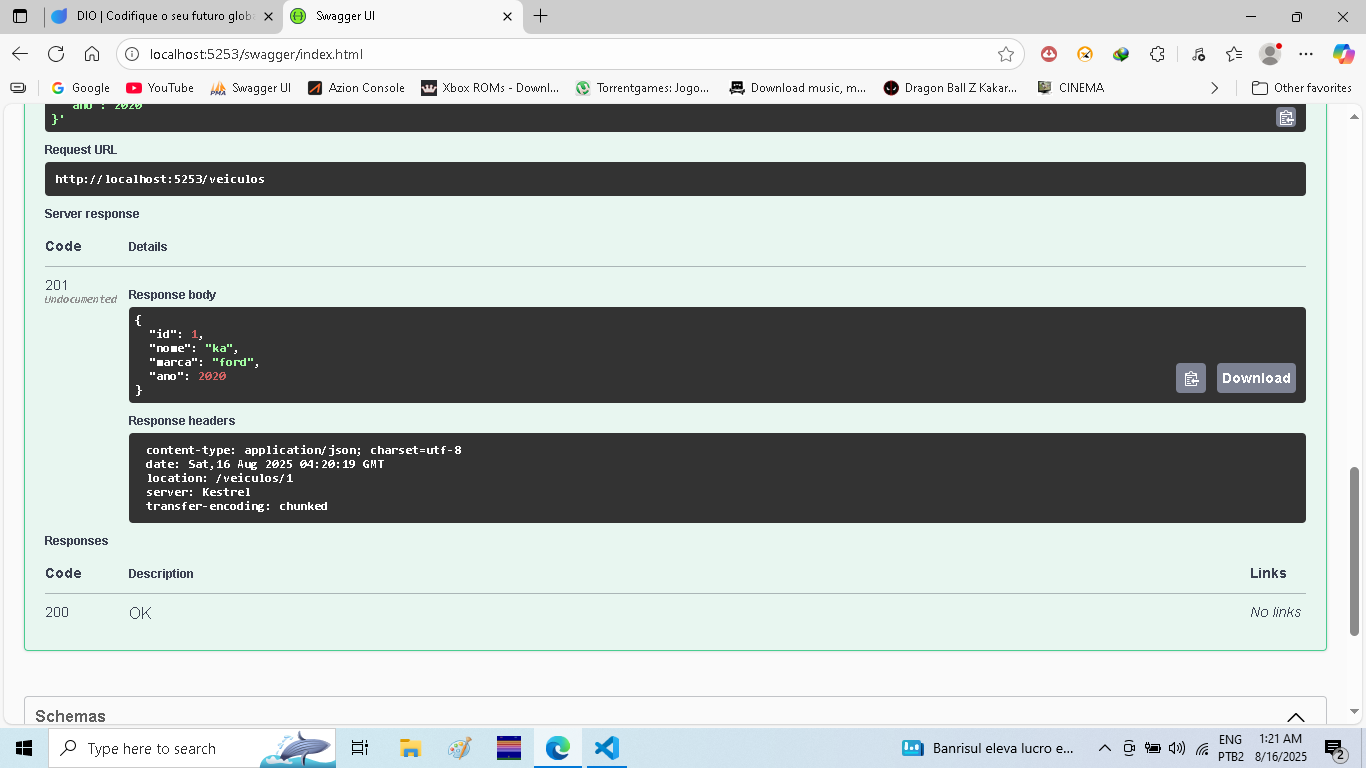 DIO | Codifique o seu futuro glob
Swagger UI
localhost:5253/swagger/index.html
Google
YouTube
Swagger UI
Azion Console
Xbox ROMs - Downl...
Torrentgames: Jogo...
Download music, m...
Dragon Ball Z Kakar...
CINEMA
Other favorites
"ano": 2020
}'
Request URL
http://localhost:5253/veiculos
Server response
Code Details
201
Undocumented
Response body
{
"id": 1,
"nome": "ka",
"marca": "ford",
"ano": 2020
}
Download
Response headers
content-type: application/json; charset=utf-8
date: Sat,16 Aug 2025 04:20:19 GMT
location: /veiculos/1
server: Kestrel
transfer-encoding: chunked
Responses
Code Description Links
200 OK No links
Schemas
Type here to search
Banrisul eleva lucro e...
ENG
PTB2
1:21 AM
8/16/2025
2